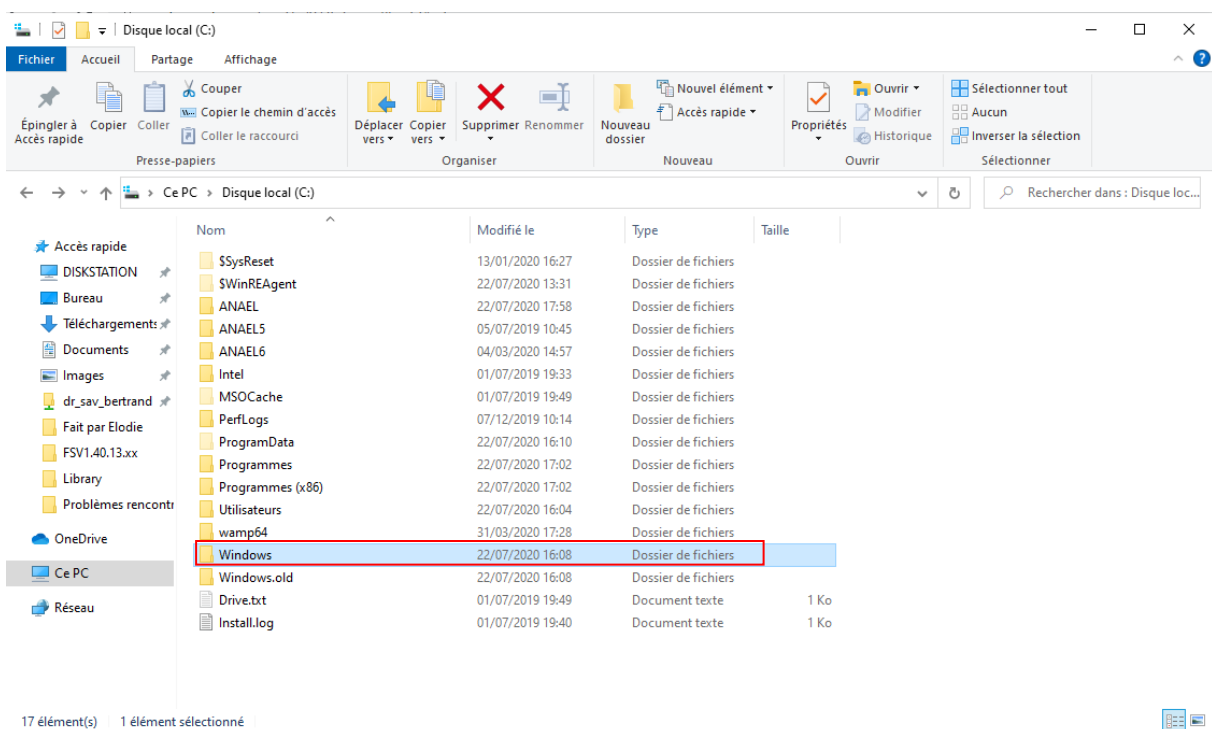 Disque local (C:)
Fichier Accueil Partage Affichage
Épingler à Accès rapide
Copier
Coller
Couper
Copier le chemin d'accès
Coller le raccourci
Presse-papiers
Déplacer vers
Copier vers
Supprimer
Renommer
Organiser
Nouveau dossier
Nouvel élément
Accès rapide
Nouveau
Propriétés
Ouvrir
Modifier
Historique
Ouvrir
Sélectionner tout
Aucun
Inverser la sélection
Sélectionner
Ce PC > Disque local (C:)
Rechercher dans : Disque loc...
Accès rapide
DISKSTATION
Bureau
Téléchargements
Documents
Images
dr_sav_bertrand
Fait par Elodie
FSV1.40.13.xx
Library
Problèmes rencontr
OneDrive
Ce PC
Réseau
Nom Modifié le Type Taille
$SysReset 13/01/2020 16:27 Dossier de fichiers
$WinREAgent 22/07/2020 13:31 Dossier de fichiers
ANAEL 22/07/2020 17:58 Dossier de fichiers
ANAEL5 05/07/2019 10:45 Dossier de fichiers
ANAEL6 04/03/2020 14:57 Dossier de fichiers
Intel 01/07/2019 19:33 Dossier de fichiers
MSOCache 01/07/2019 19:49 Dossier de fichiers
PerfLogs 07/12/2019 10:14 Dossier de fichiers
ProgramData 22/07/2020 16:10 Dossier de fichiers
Programmes 22/07/2020 17:02 Dossier de fichiers
Programmes (x86) 22/07/2020 17:02 Dossier de fichiers
Utilisateurs 22/07/2020 16:04 Dossier de fichiers
wamp64 31/03/2020 17:28 Dossier de fichiers
Windows 22/07/2020 16:08 Dossier de fichiers
Windows.old 22/07/2020 16:08 Dossier de fichiers
Drive.txt 01/07/2019 19:49 Document texte 1 Ko
Install.log 01/07/2019 19:40 Document texte 1 Ko
17 élément(s) 1 élément sélectionné